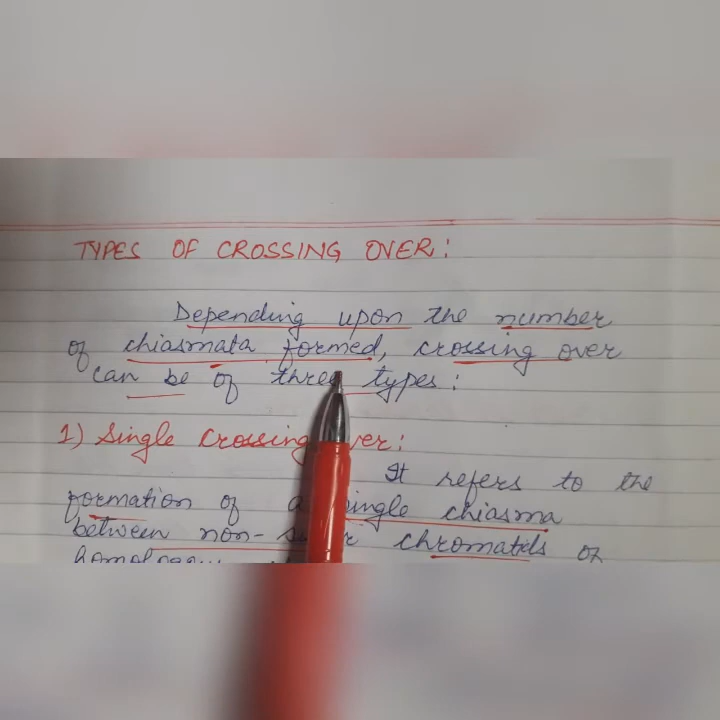 TYPES OF CROSSING OVER:
Depending upon the number
of chiasmata formed, crossing over
can be of three types:
1) Single Crossing Over:
It refers to the
formation of a single chiasma
between non-sister chromatids of